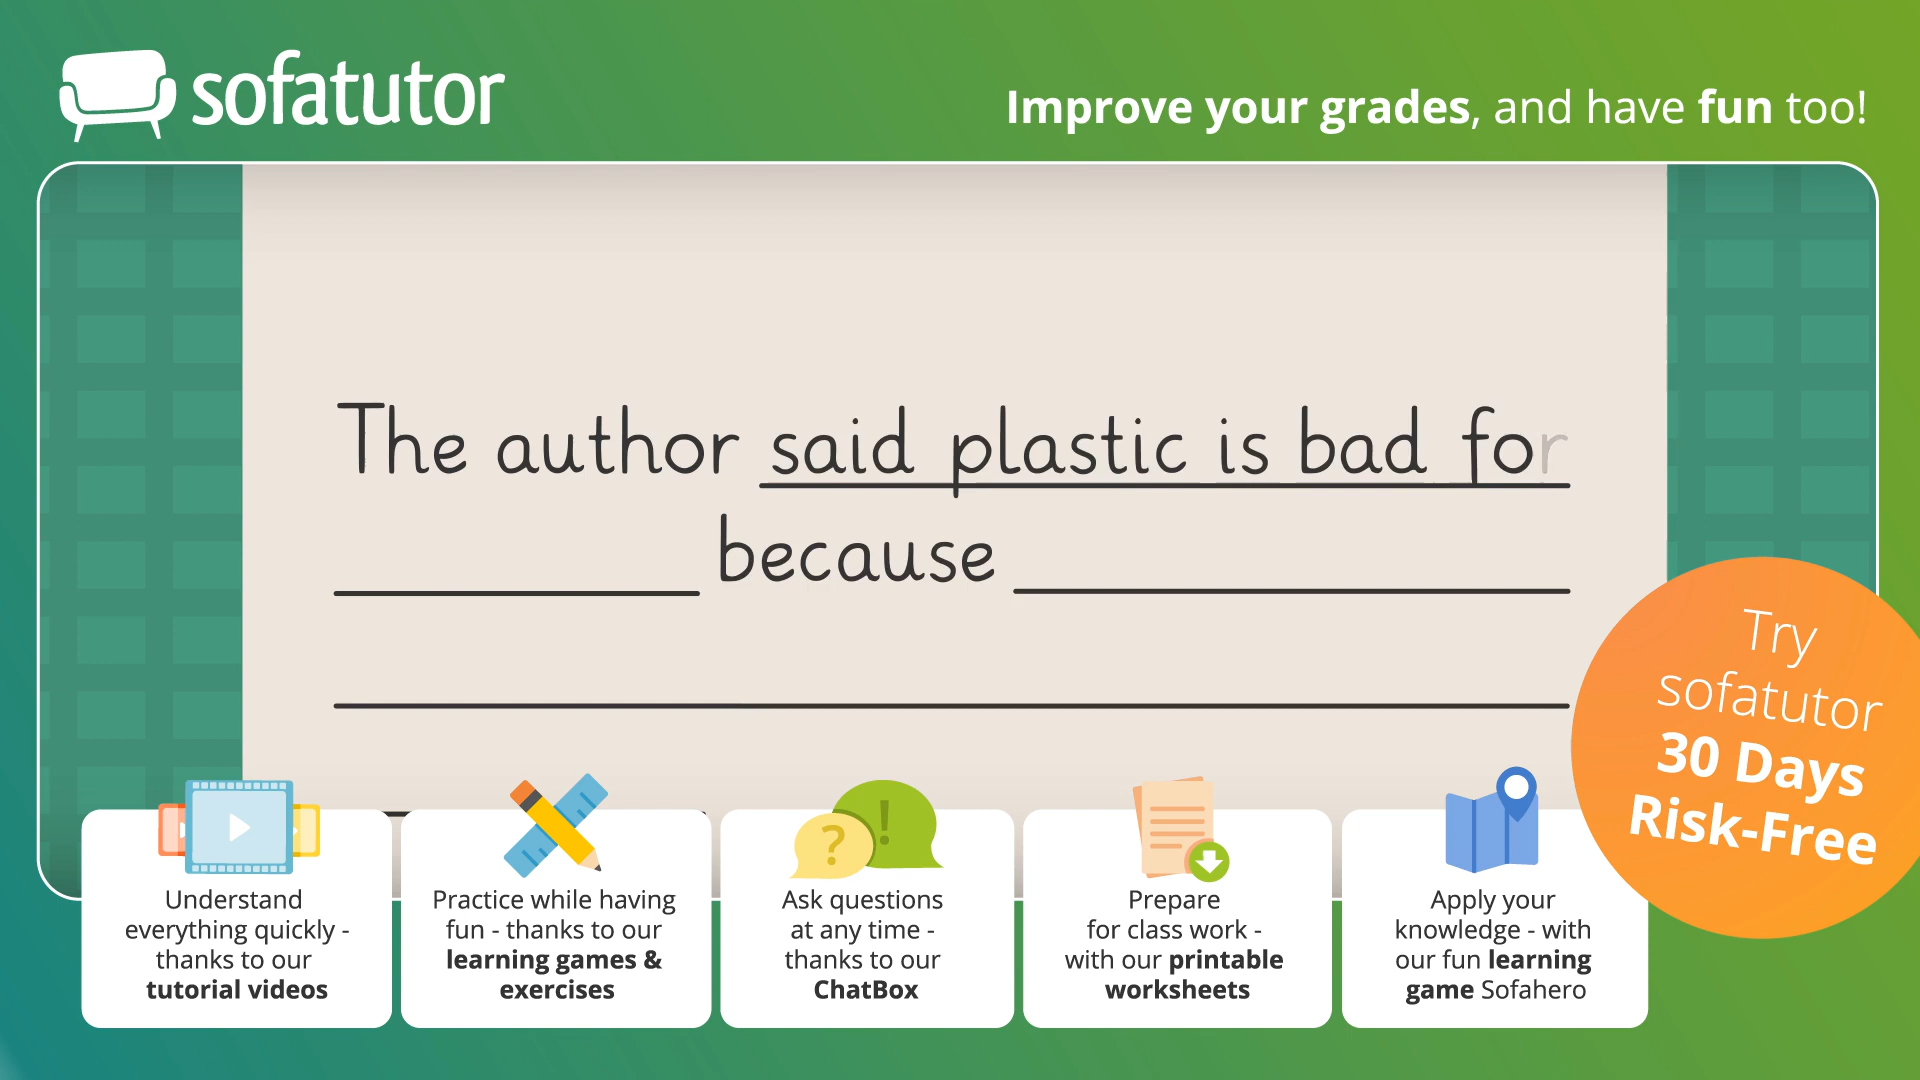 sofatutor
Improve your grades, and have fun too!
The author said plastic is bad for
because
Try
sofatutor
30 Days
Risk-Free
Understand
everything quickly -
thanks to our
tutorial videos
Practice while having
fun - thanks to our
learning games &
exercises
Ask questions
at any time -
thanks to our
ChatBox
Prepare
for class work -
with our printable
worksheets
Apply your
knowledge - with
our fun learning
game Sofahero